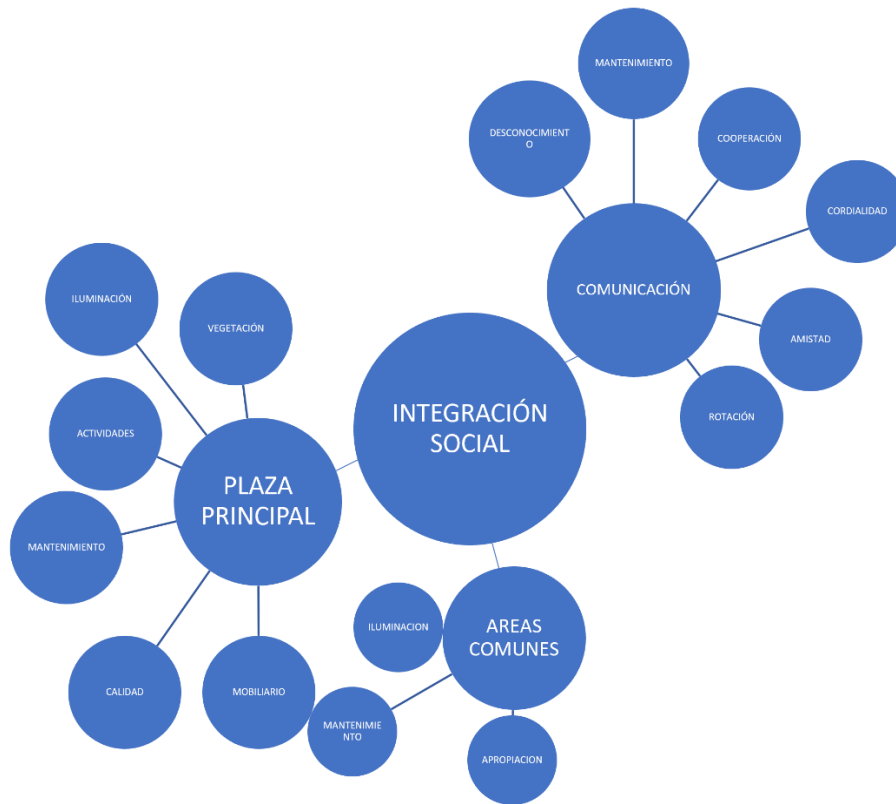 MANTENIMIENTO
DESCONOCIMIENT
O
COOPERACIÓN
CORDIALIDAD
COMUNICACIÓN
AMISTAD
ROTACIÓN
INTEGRACIÓN
SOCIAL
ILUMINACIÓN
VEGETACIÓN
ACTIVIDADES
PLAZA
PRINCIPAL
MANTENIMIENTO
CALIDAD
MOBILIARIO
AREAS
COMUNES
ILUMINACION
MANTENIMIE
NTO
APROPIACION